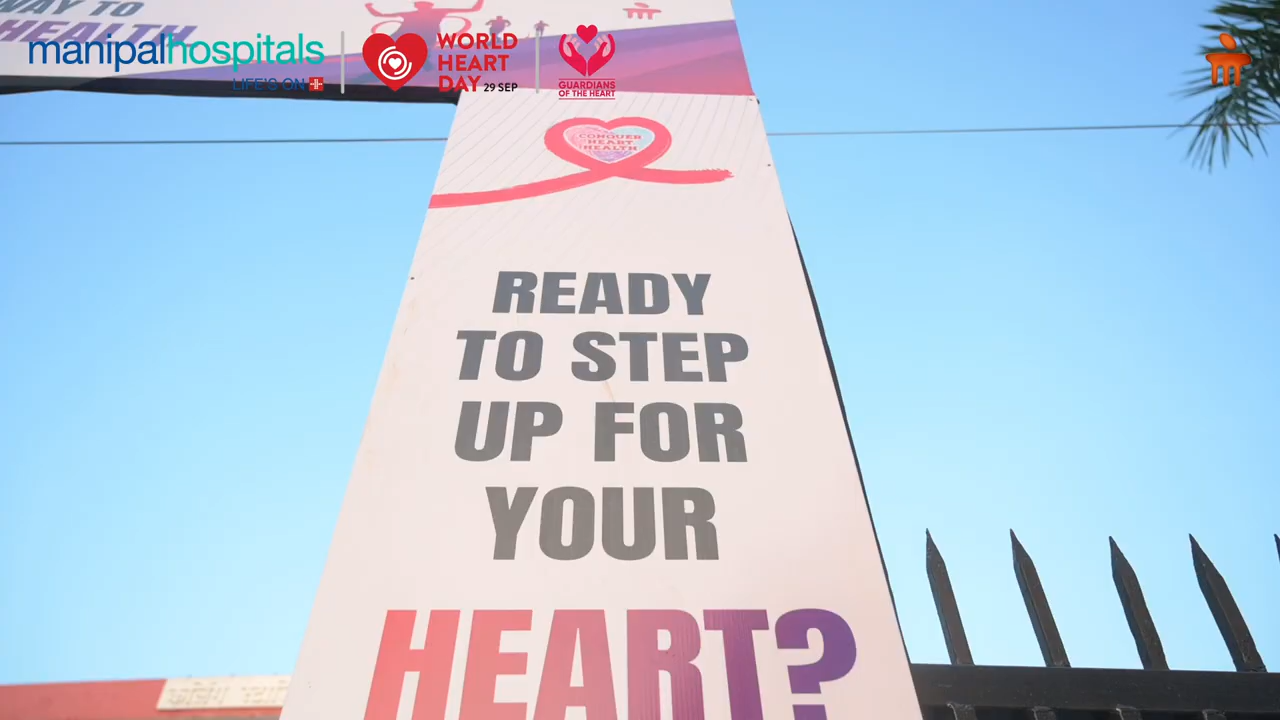 WAY TO
HEALTH
manipalhospitals
LIFE'S ON
WORLD
HEART
DAY 29 SEP
GUARDIANS
OF THE HEART
CONQUER
HEART
HEALTH
READY
TO STEP
UP FOR
YOUR
HEART?